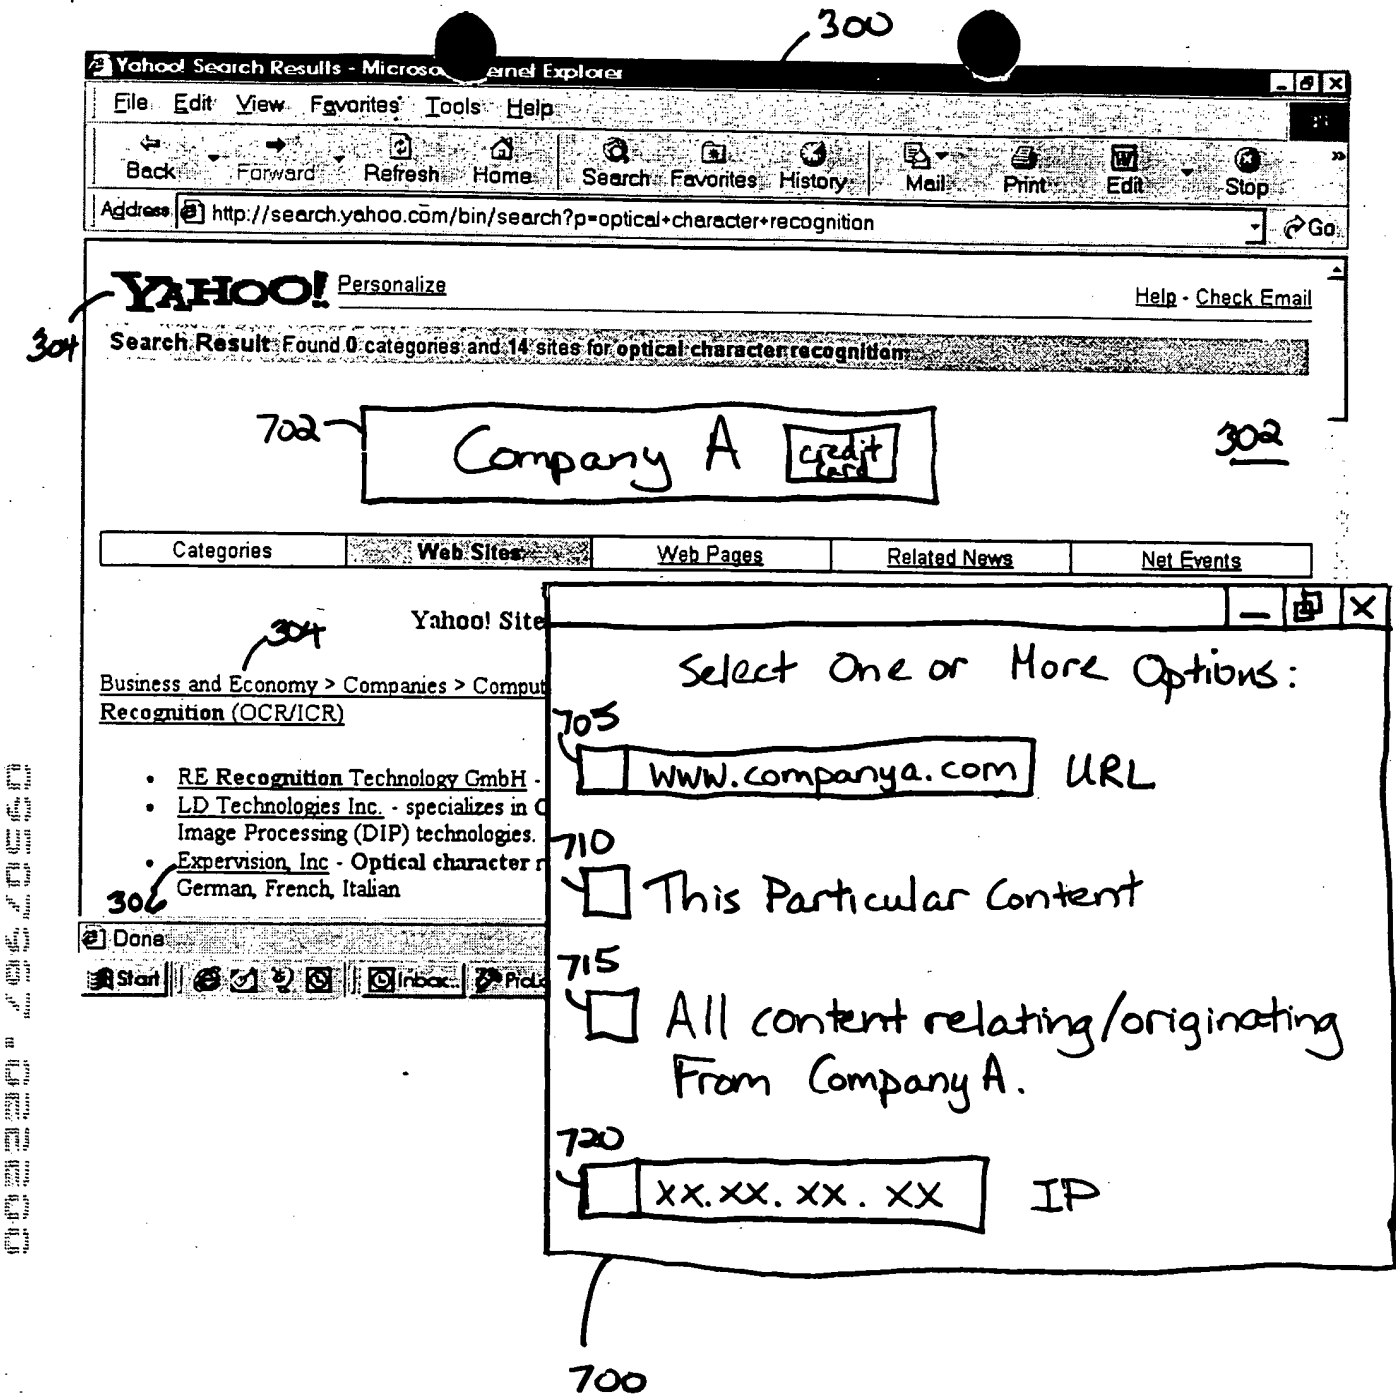 300
Yahoo! Search Results - Microso ernet Explorer
File Edit View Favorites Tools Help
Back Forward Refresh Home Search Favorites History Mail Print Edit Stop
Address http://search.yahoo.com/bin/search?p=optical+character+recognition Go
YAHOO! Personalize Help - Check Email
304
Search Result Found 0 categories and 14 sites for optical character recognition
702 Company A credit card 302
Categories Web Sites Web Pages Related News Net Events
304 Yahoo! Site
Business and Economy > Companies > Comput
Recognition (OCR/ICR)
• RE Recognition Technology GmbH -
• LD Technologies Inc. - specializes in
Image Processing (DIP) technologies.
• Expervision, Inc - Optical character r
306 German, French, Italian
Done
Start Inbox...
Select One or More Options:
705
www.companya.com URL
710
This Particular Content
715
All content relating/originating
From Company A.
720
xx.xx.xx.xx IP
700